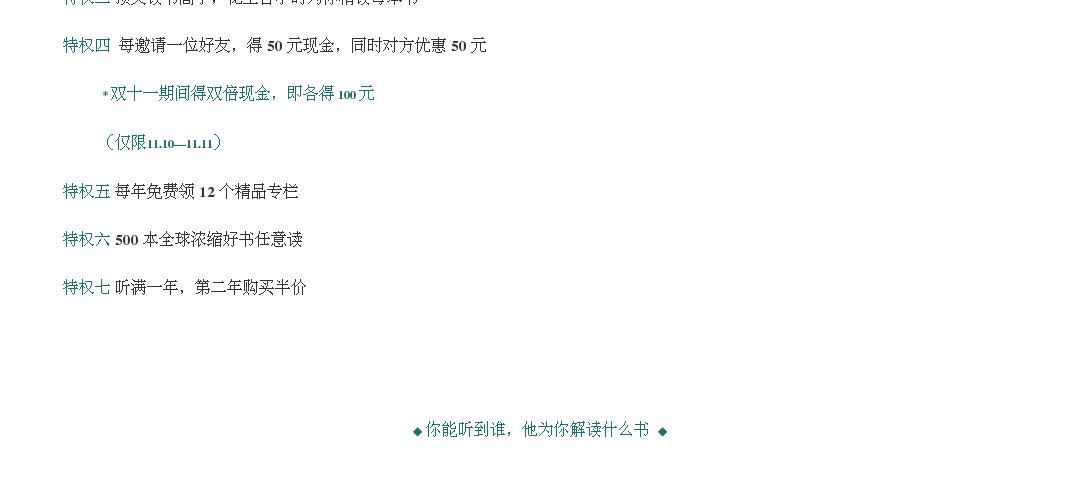 特权四 每邀请一位好友，得 50 元现金，同时对方优惠 50 元
*双十一期间得双倍现金，即各得 100 元
（仅限11.10—11.11）
特权五 每年免费领 12 个精品专栏
特权六 500 本全球浓缩好书任意读
特权七 听满一年，第二年购买半价
◆ 你能听到谁，他为你解读什么书 ◆